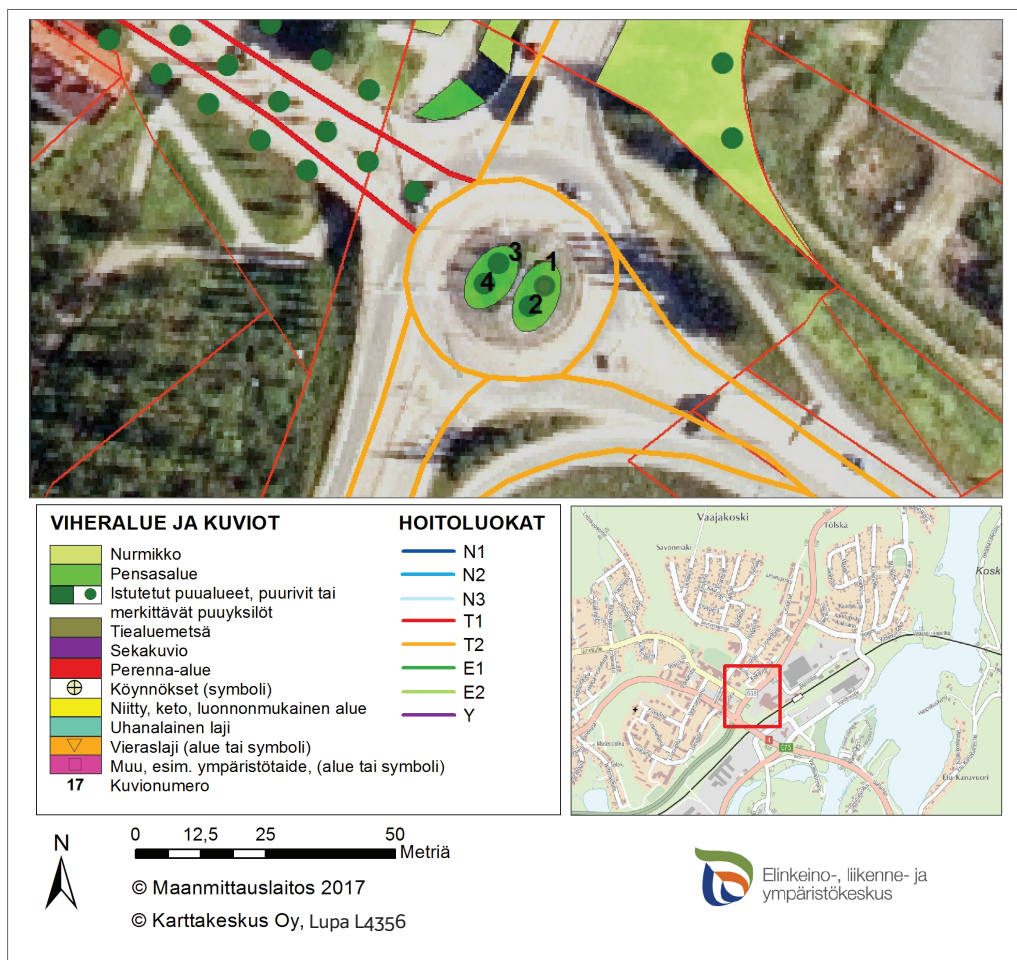 3
1
4
2
VIHERALUE JA KUVIOT
Nurmikko
Pensasalue
Istutetut puualueet, puurivit tai
merkittävät puuyksilöt
Tiealuemetsä
Sekakuvio
Perenna-alue
Köynnökset (symboli)
Niitty, keto, luonnonmukainen alue
Uhanalainen laji
Vieraslaji (alue tai symboli)
Muu, esim. ympäristötaide, (alue tai symboli)
17 Kuvionumero
HOITOLUOKAT
N1
N2
N3
T1
T2
E1
E2
Y
Vaajakoski
Tölskä
Savonmäki
Kosk
Etu-Kanavuori
N
0 12,5 25 50
Metriä
© Maanmittauslaitos 2017
© Karttakeskus Oy, Lupa L4356
Elinkeino-, liikenne- ja
ympäristökeskus